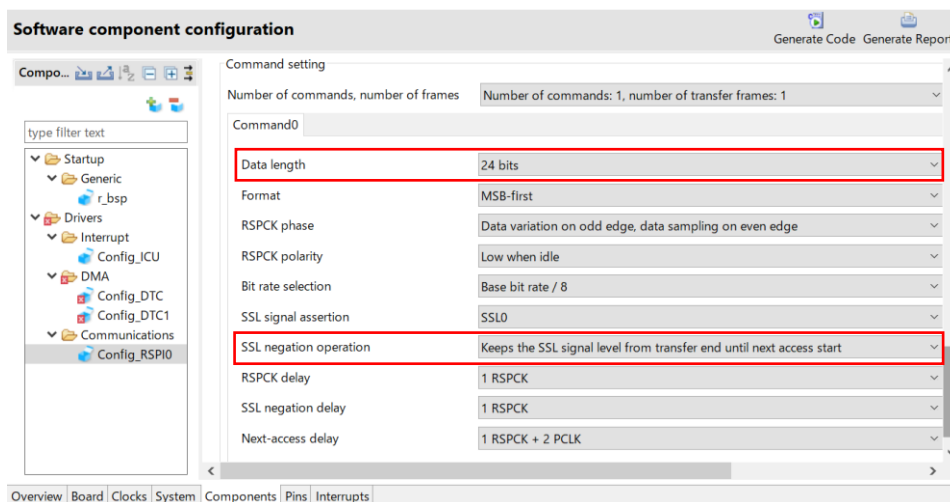 Software component configuration
Generate Code Generate Report
Compo...
type filter text
Startup
Generic
r_bsp
Drivers
Interrupt
Config_ICU
DMA
Config_DTC
Config_DTC1
Communications
Config_RSPI0
Command setting
Number of commands, number of frames Number of commands: 1, number of transfer frames: 1
Command0
Data length 24 bits
Format MSB-first
RSPCK phase Data variation on odd edge, data sampling on even edge
RSPCK polarity Low when idle
Bit rate selection Base bit rate / 8
SSL signal assertion SSL0
SSL negation operation Keeps the SSL signal level from transfer end until next access start
RSPCK delay 1 RSPCK
SSL negation delay 1 RSPCK
Next-access delay 1 RSPCK + 2 PCLK
Overview Board Clocks System Components Pins Interrupts